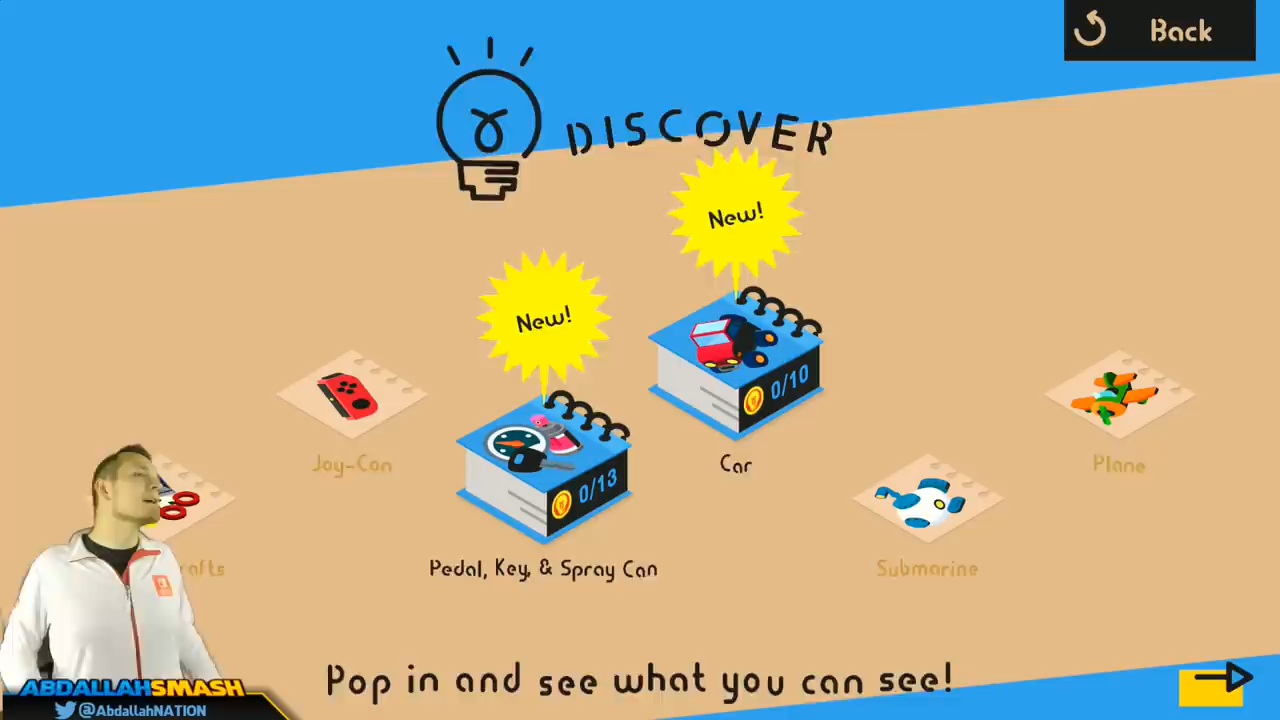 Back
DISCOVER
New!
New!
0/10
Joy-Con
Car
Plane
0/13
rafts
Pedal, Key, & Spray Can
Submarine
Pop in and see what you can see!
ABDALLAHSMASH
@AbdallahNATION